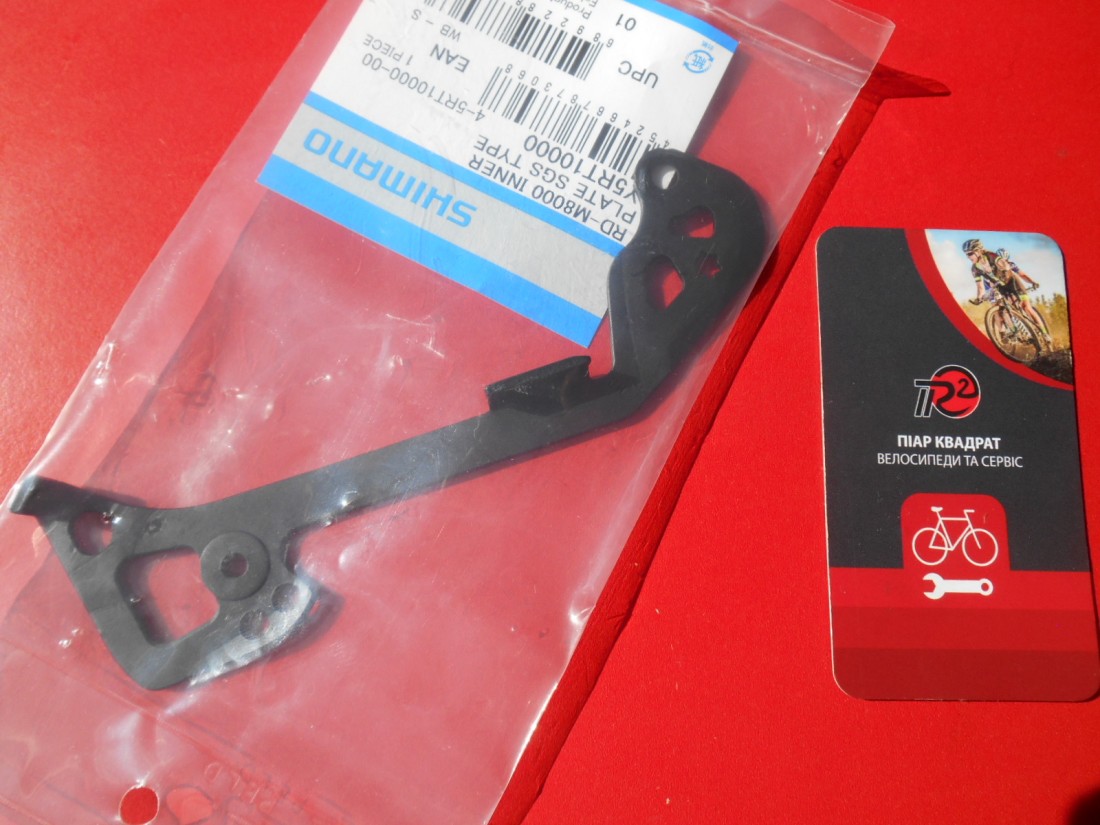 SHIMANO
RD-M8000 INNER
PLATE SGS TYPE
Y5RT10000
4-5RT10000-00
1 PIECE
EAN
WB - S
UPC
01
ПІАР КВАДРАТ
ВЕЛОСИПЕДИ ТА СЕРВІС